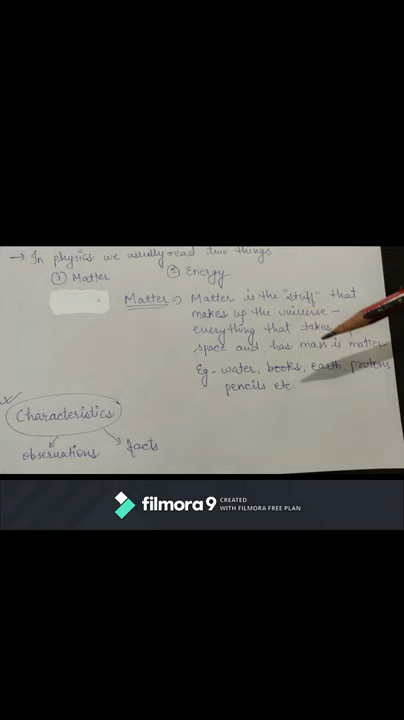 → In physics we usually read two things
① Matter ② Energy
Matter → Matter is the "stuff" that
makes up the universe –
everything that takes
space and has mass is matter.
Eg – water, books, earth, protons
pencils etc.
Characteristics
observations facts
filmora 9 CREATED
WITH FILMORA FREE PLAN